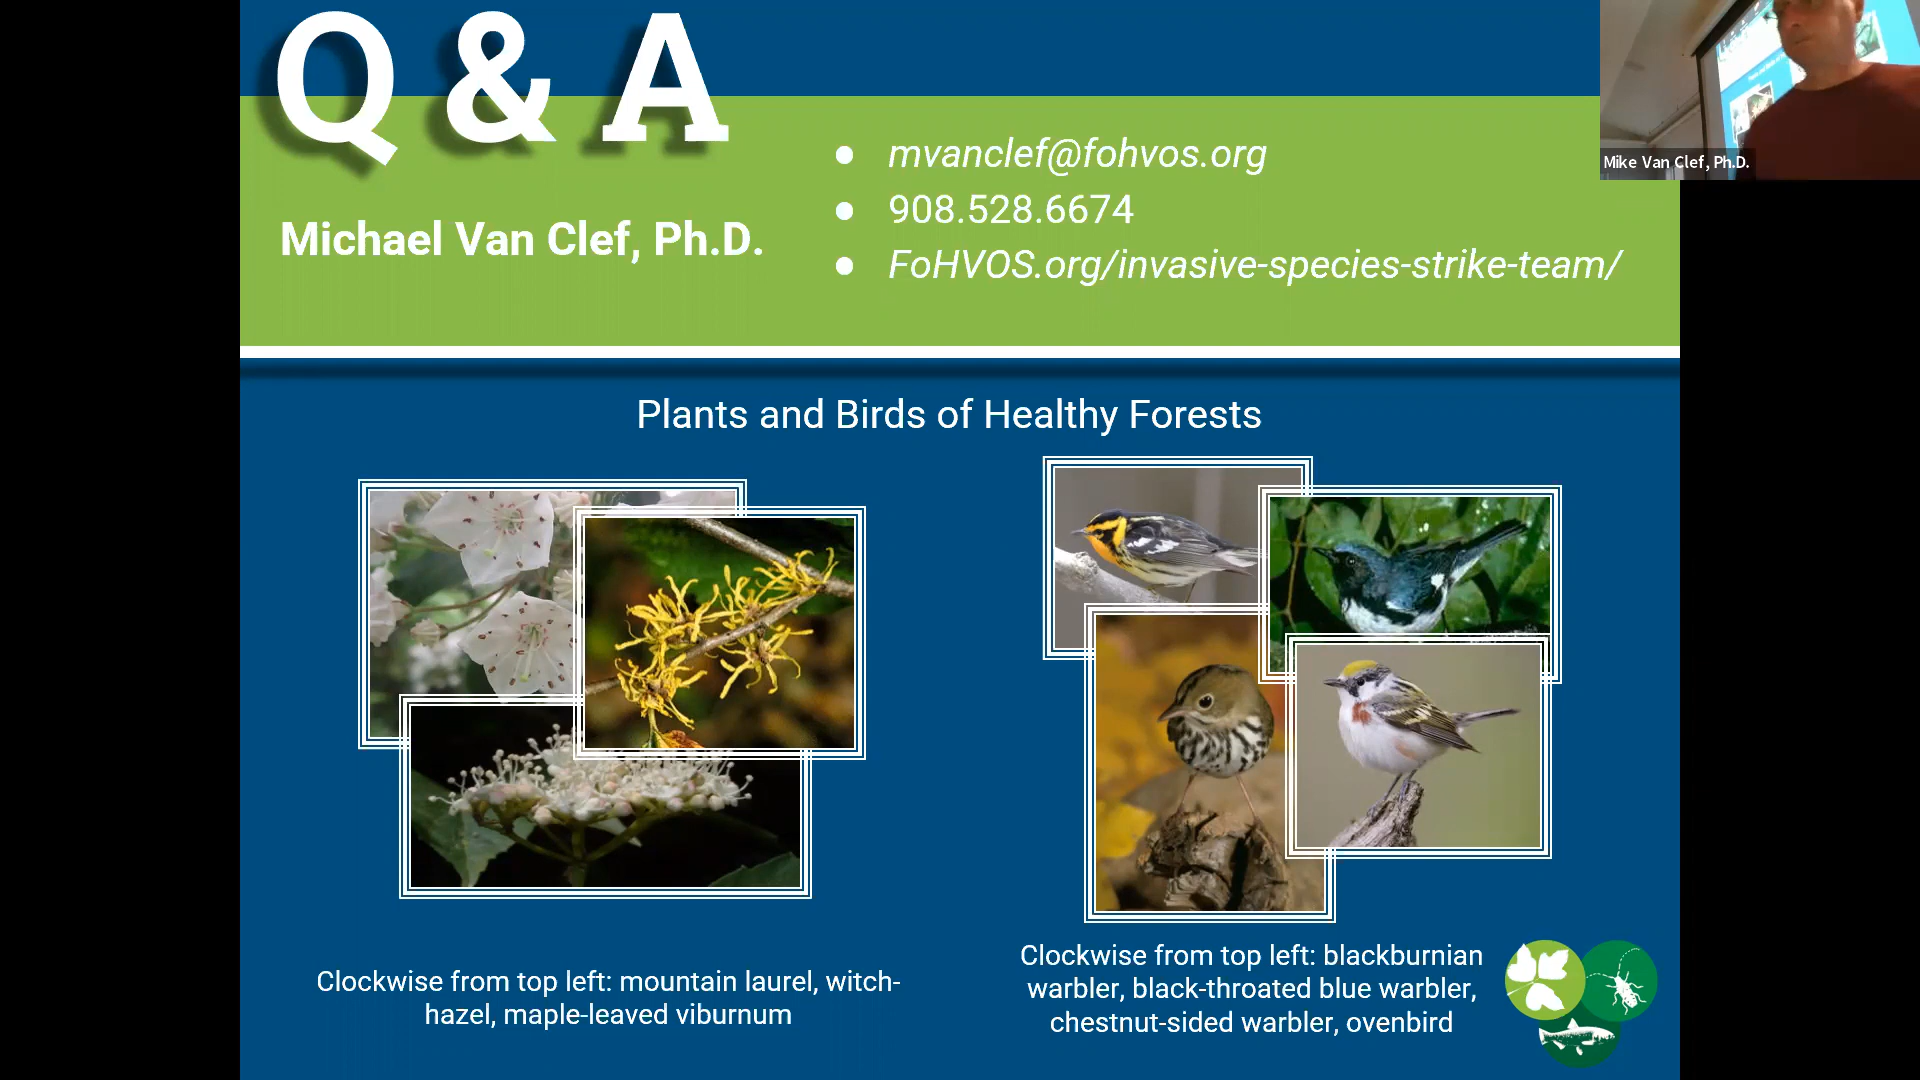 Q & A
Michael Van Clef, Ph.D.
● mvanclef@fohvos.org
● 908.528.6674
● FoHVOS.org/invasive-species-strike-team/
Mike Van Clef, Ph.D.
Plants and Birds of Healthy Forests
Clockwise from top left: mountain laurel, witch-
hazel, maple-leaved viburnum
Clockwise from top left: blackburnian
warbler, black-throated blue warbler,
chestnut-sided warbler, ovenbird